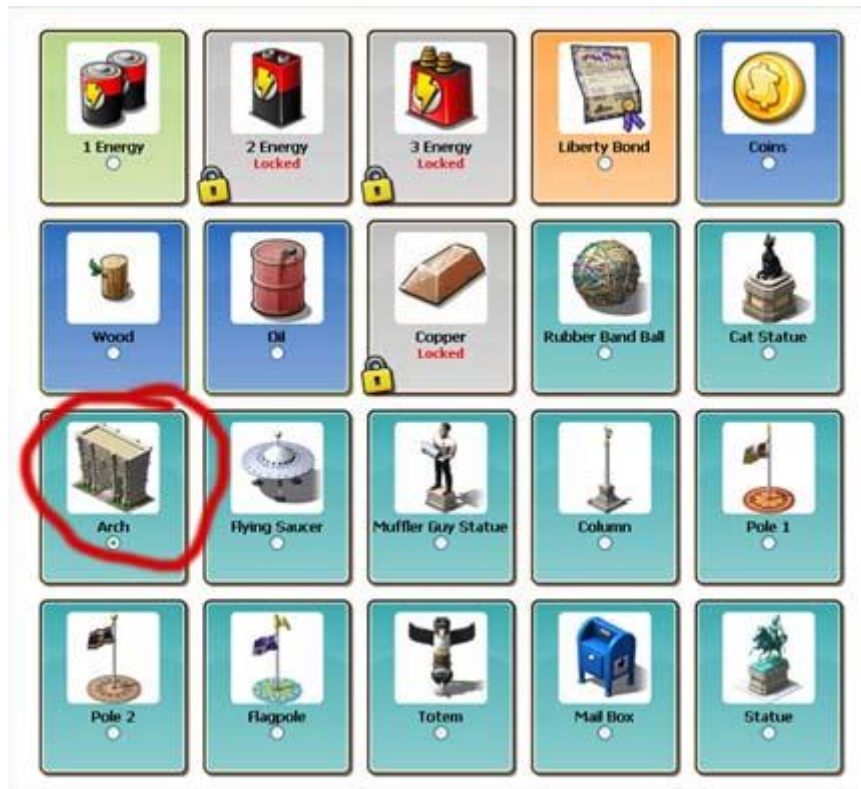 1 Energy
2 Energy
Locked
3 Energy
Locked
Liberty Bond
Coins
Wood
Oil
Copper
Locked
Rubber Band Ball
Cat Statue
Arch
Flying Saucer
Muffler Guy Statue
Column
Pole 1
Pole 2
Flagpole
Totem
Mail Box
Statue